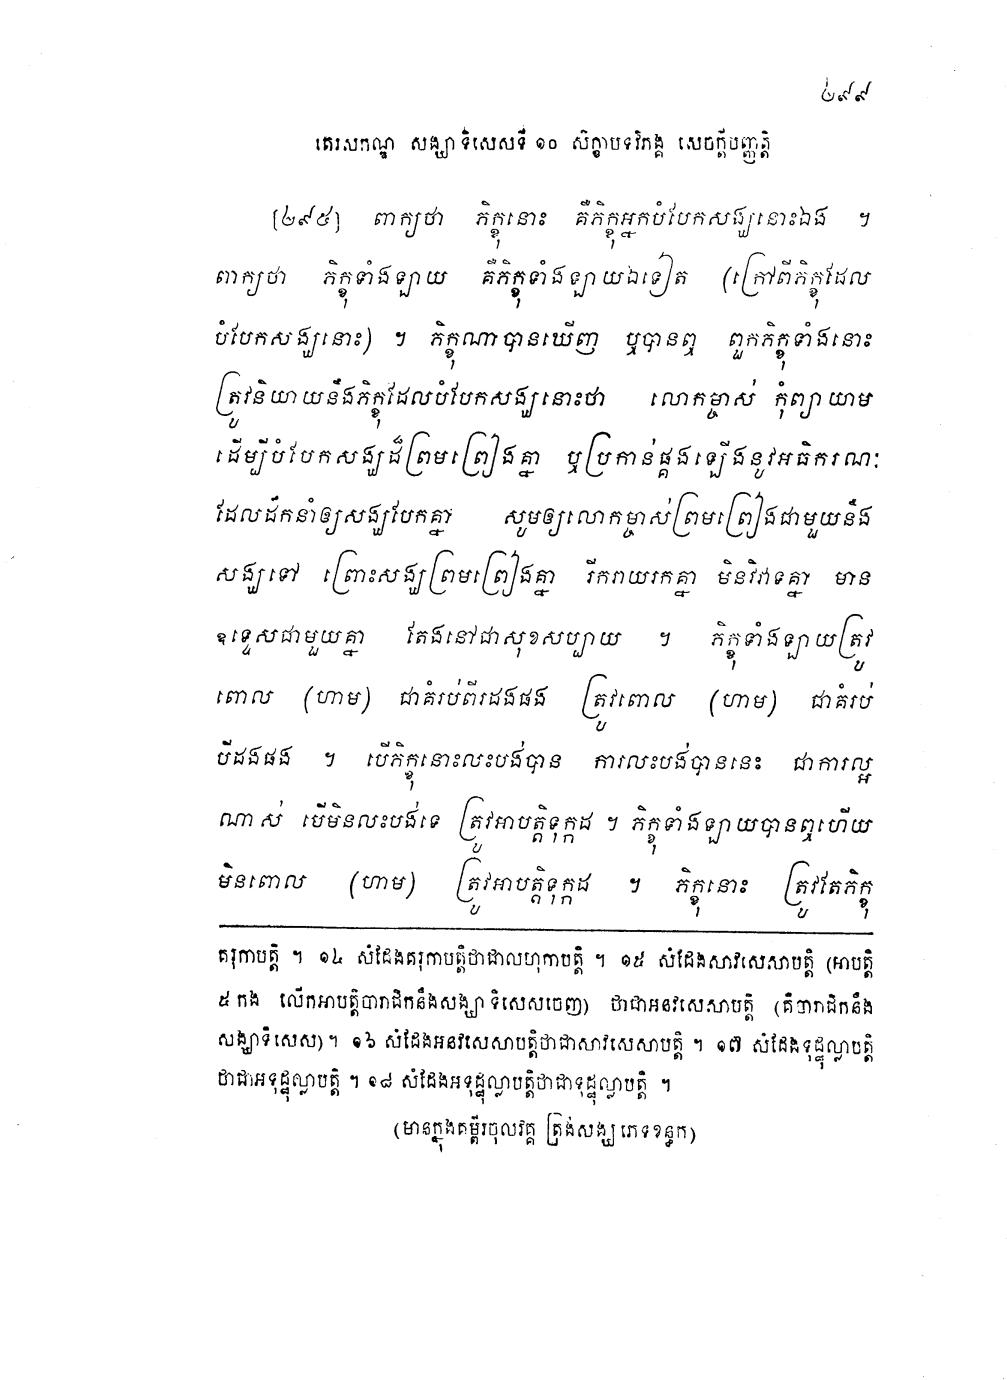 ៤៩៩
តេរសកណ្ឌ សង្ឃាទិសេសទី ១០ សិក្ខាបទវិភង្គ សេចក្តីបញ្ញត្តិ
[៤៩៥] ពាក្យថា ភិក្ខុនោះ គឺភិក្ខុអ្នកបំបែកសង្ឃនោះឯង ។
ពាក្យថា ភិក្ខុទាំងឡាយ គឺភិក្ខុទាំងឡាយឯទៀត (ក្រៅពីភិក្ខុដែល
បំបែកសង្ឃនោះ) ។ ភិក្ខុណាបានឃើញ ឬបានឮ ពួកភិក្ខុទាំងនោះ
ត្រូវនិយាយនឹងភិក្ខុដែលបំបែកសង្ឃនោះថា លោកម្ចាស់ កុំព្យាយាម
ដើម្បីបំបែកសង្ឃដ៏ព្រមព្រៀងគ្នា ឬប្រកាន់ផ្គងឡើងនូវអធិករណៈ
ដែលដឹកនាំឲ្យសង្ឃបែកគ្នា សូមឲ្យលោកម្ចាស់ព្រមព្រៀងជាមួយនឹង
សង្ឃទៅ ព្រោះសង្ឃព្រមព្រៀងគ្នា រីករាយរកគ្នា មិនវិវាទគ្នា មាន
ឧទ្ទេសជាមួយគ្នា តែងនៅជាសុខសប្បាយ ។ ភិក្ខុទាំងឡាយត្រូវ
ពោល (ហាម) ជាគំរប់ពីរដងផង ត្រូវពោល (ហាម) ជាគំរប់
បីដងផង ។ បើភិក្ខុនោះលះបង់បាន ការលះបង់បាននេះ ជាការល្អ
ណាស់ បើមិនលះបង់ទេ ត្រូវអាបត្តិទុក្កដ ។ ភិក្ខុទាំងឡាយបានឮហើយ
មិនពោល (ហាម) ត្រូវអាបត្តិទុក្កដ ។ ភិក្ខុនោះ ត្រូវតែភិក្ខុ
គរុកាបត្តិ ។ ១៤ សំដែងគរុកាបត្តិថាជាលហុកាបត្តិ ។ ១៥ សំដែងសាវសេសាបត្តិ (អាបត្តិ
៥ កង លើកអាបត្តិបារាជិកនឹងសង្ឃាទិសេសចេញ) ថាជាអនវសេសាបត្តិ (គឺបារាជិកនឹង
សង្ឃាទិសេស) ។ ១៦ សំដែងអនវសេសាបត្តិថាជាសាវសេសាបត្តិ ។ ១៧ សំដែងទុដ្ឋុល្លាបត្តិ
ថាជាអទុដ្ឋុល្លាបត្តិ ។ ១៨ សំដែងអទុដ្ឋុល្លាបត្តិថាជាទុដ្ឋុល្លាបត្តិ ។
(មានក្នុងគម្ពីរចុលវគ្គ ត្រង់សង្ឃភេទខន្ធក)